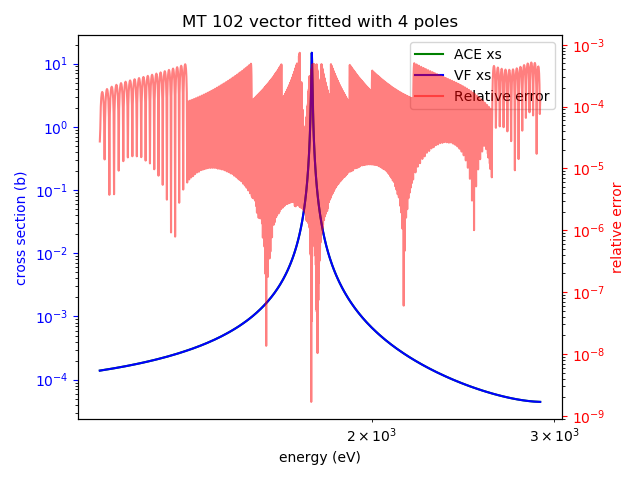 MT 102 vector fitted with 4 poles
ACE xs
VF xs
Relative error
cross section (b)
10¹
10⁰
10⁻¹
10⁻²
10⁻³
10⁻⁴
relative error
10⁻³
10⁻⁴
10⁻⁵
10⁻⁶
10⁻⁷
10⁻⁸
10⁻⁹
2 × 10³
3 × 10³
energy (eV)